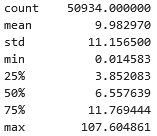 count 50934.000000
mean 9.982970
std 11.156500
min 0.014583
25% 3.852083
50% 6.557639
75% 11.769444
max 107.604861